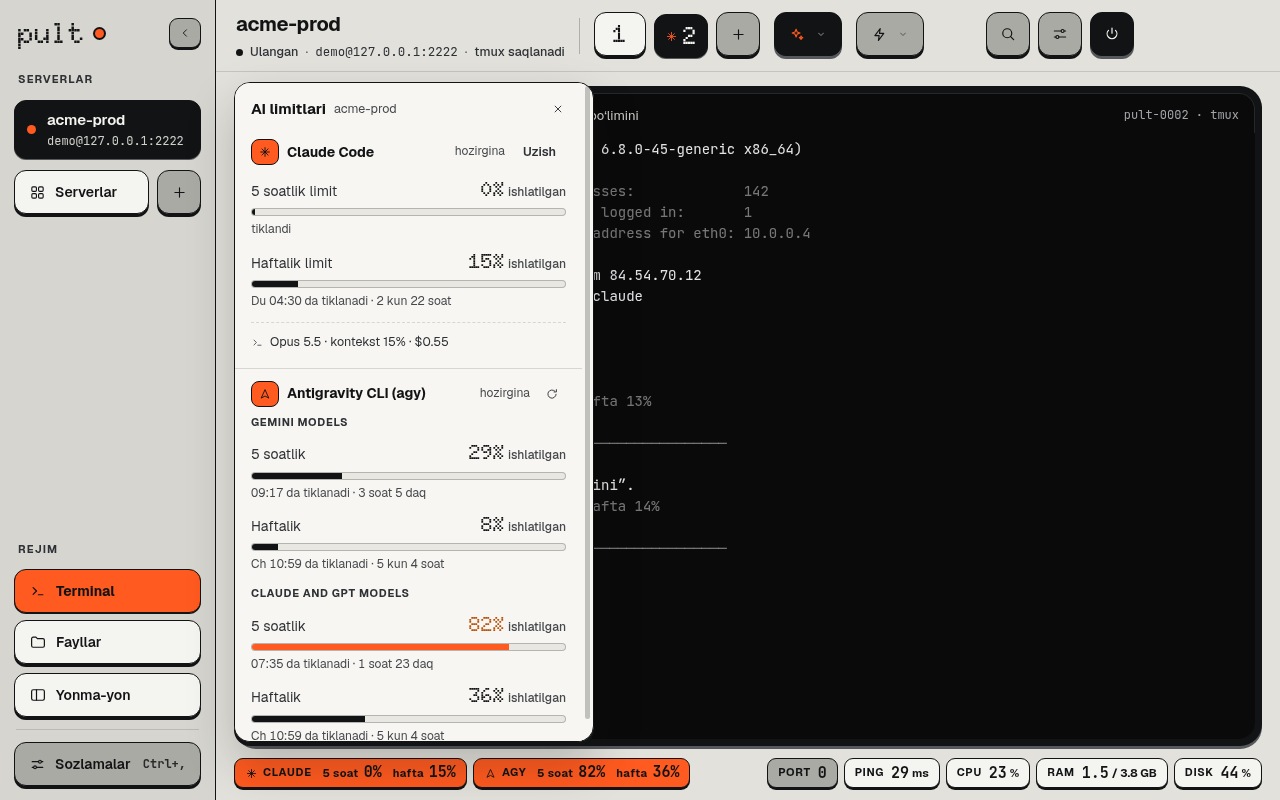 pult
SERVERLAR
acme-prod
demo@127.0.0.1:2222
Serverlar
REJIM
Terminal
Fayllar
Yonma-yon
Sozlamalar Ctrl+,
acme-prod
Ulangan · demo@127.0.0.1:2222 · tmux saqlanadi
1
2
AI limitlari acme-prod
Claude Code hozirgina Uzish
5 soatlik limit 0% ishlatilgan
tiklandi
Haftalik limit 15% ishlatilgan
Du 04:30 da tiklanadi · 2 kun 22 soat
Opus 5.5 · kontekst 15% · $0.55
Antigravity CLI (agy) hozirgina
GEMINI MODELS
5 soatlik 29% ishlatilgan
09:17 da tiklanadi · 3 soat 5 daq
Haftalik 8% ishlatilgan
Ch 10:59 da tiklanadi · 5 kun 4 soat
CLAUDE AND GPT MODELS
5 soatlik 82% ishlatilgan
07:35 da tiklanadi · 1 soat 23 daq
Haftalik 36% ishlatilgan
Ch 10:59 da tiklanadi · 5 kun 4 soat
bo'limini pult-0002 · tmux
6.8.0-45-generic x86_64)
sses: 142
logged in: 1
address for eth0: 10.0.0.4
m 84.54.70.12
claude
fta 13%
ini”.
afta 14%
CLAUDE 5 soat 0% hafta 15%
AGY 5 soat 82% hafta 36%
PORT 0
PING 29 ms
CPU 23 %
RAM 1.5 / 3.8 GB
DISK 44 %